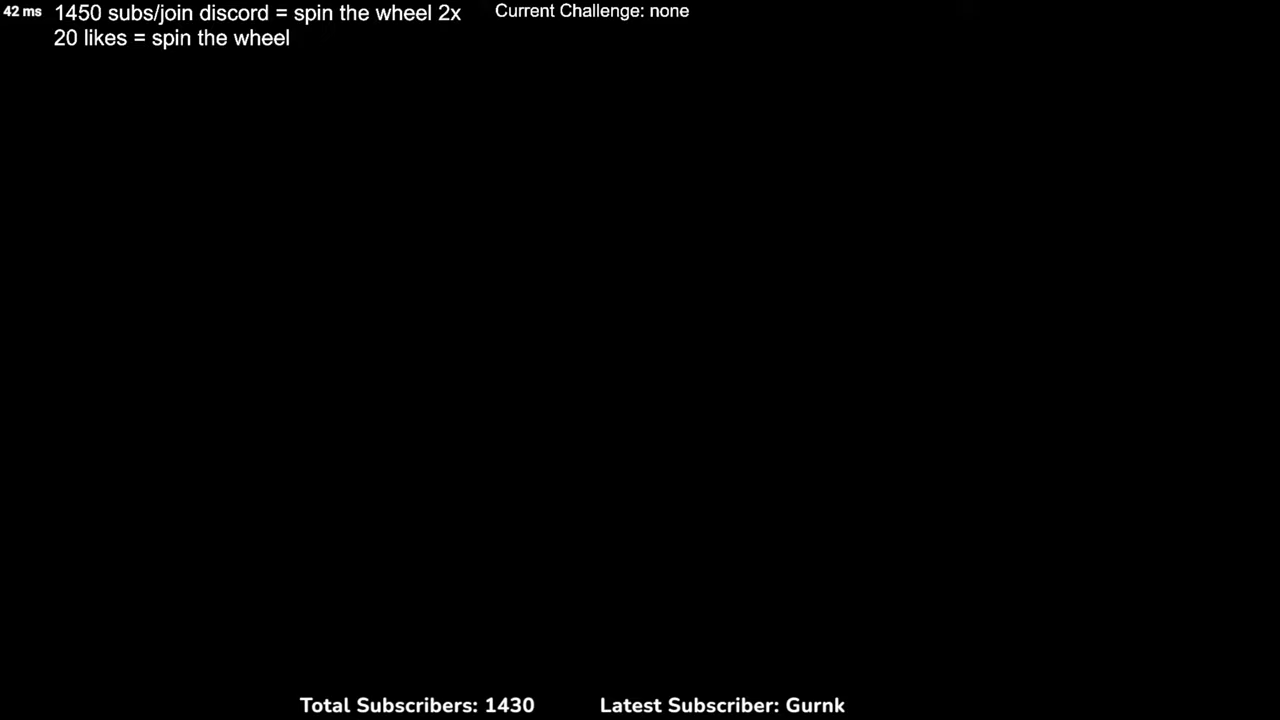 42 ms
1450 subs/join discord = spin the wheel 2x
20 likes = spin the wheel
Current Challenge: none
Total Subscribers: 1430
Latest Subscriber: Gurnk